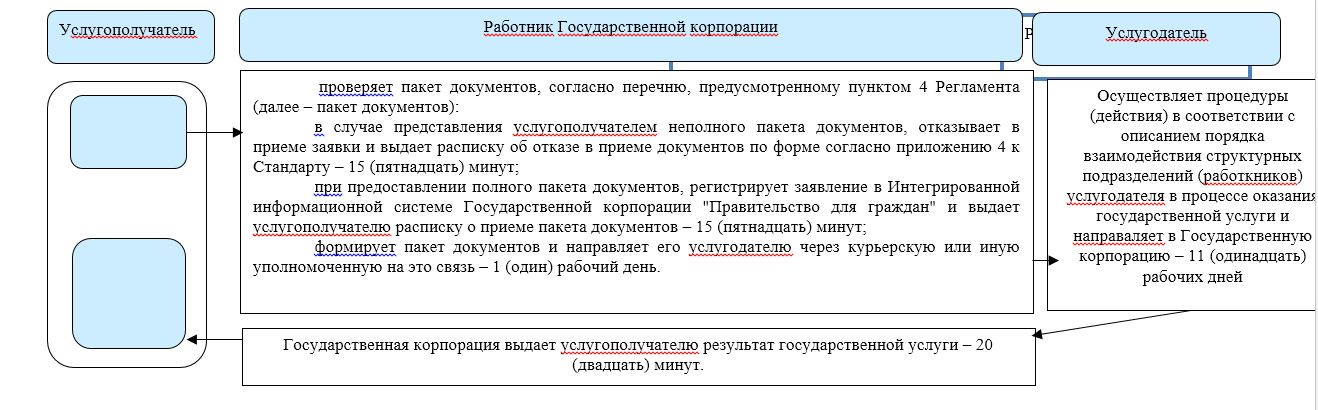 Услугополучатель
Работник Государственной корпорации
Р
Услугодатель
проверяет пакет документов, согласно перечню, предусмотренному пунктом 4 Регламента
(далее – пакет документов):
в случае представления услугополучателем неполного пакета документов, отказывает в
приеме заявки и выдает расписку об отказе в приеме документов по форме согласно приложению 4 к
Стандарту – 15 (пятнадцать) минут;
при предоставлении полного пакета документов, регистрирует заявление в Интегрированной
информационной системе Государственной корпорации "Правительство для граждан" и выдает
услугополучателю расписку о приеме пакета документов – 15 (пятнадцать) минут;
формирует пакет документов и направляет его услугодателю через курьерскую или иную
уполномоченную на это связь – 1 (один) рабочий день.
Осуществляет процедуры
(действия) в соответствии с
описанием порядка
взаимодействия структурных
подразделений (работкников)
услугодателя в процессе оказания
государственной услуги и
направаляет в Государственную
корпорацию – 11 (одинадцать)
рабочих дней
Государственная корпорация выдает услугополучателю результат государственной услуги – 20
(двадцать) минут.